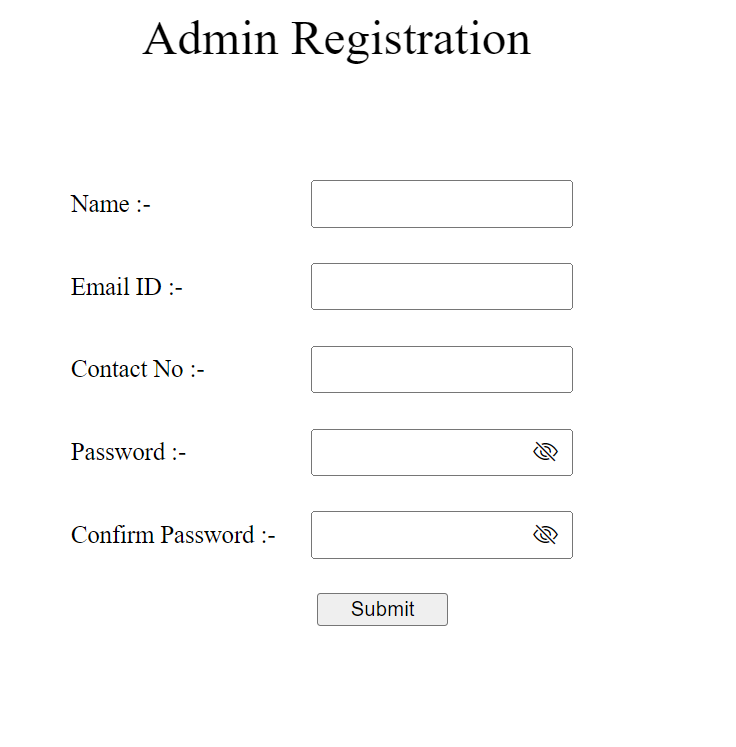 Admin Registration
Name :-
Email ID :-
Contact No :-
Password :-
Confirm Password :-
Submit